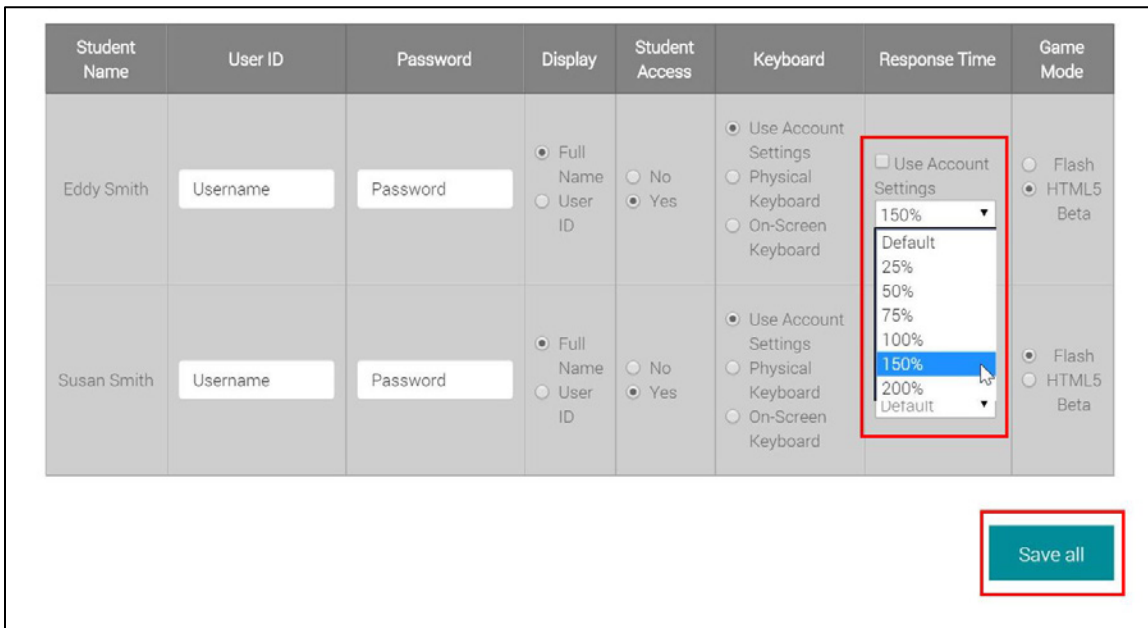 Student
Name
User ID
Password
Display
Student
Access
Keyboard
Response Time
Game
Mode
Eddy Smith
Username
Password
Full
Name
User
ID
No
Yes
Use Account
Settings
Physical
Keyboard
On-Screen
Keyboard
Use Account
Settings
150%
Default
25%
50%
75%
100%
150%
200%
Flash
HTML5
Beta
Susan Smith
Username
Password
Full
Name
User
ID
No
Yes
Use Account
Settings
Physical
Keyboard
On-Screen
Keyboard
Default
Flash
HTML5
Beta
Save all